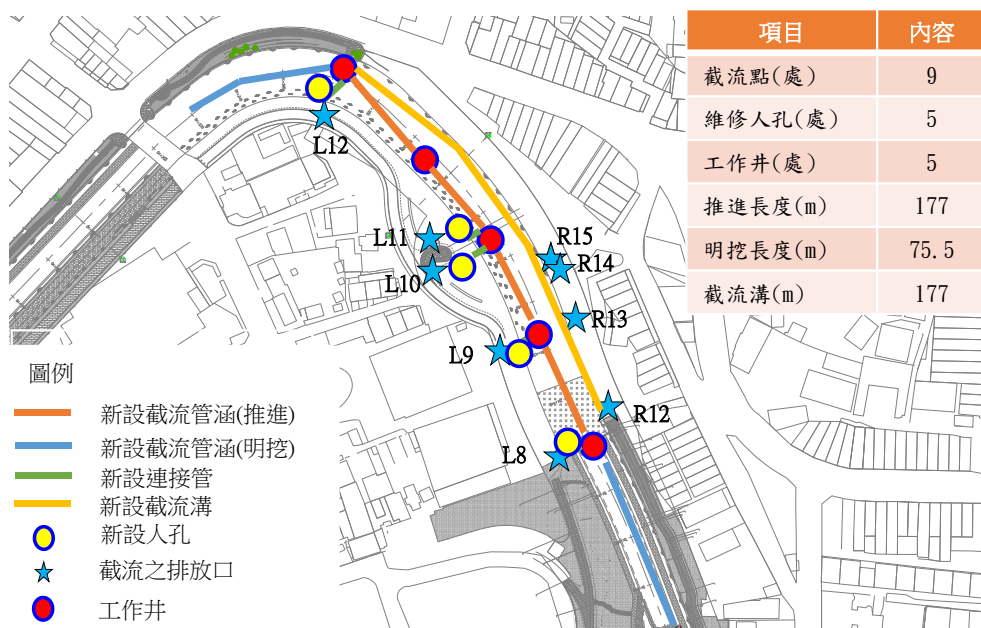 項目 內容
截流點(處) 9
維修人孔(處) 5
工作井(處) 5
推進長度(m) 177
明挖長度(m) 75.5
截流溝(m) 177
L12
L11
L10
R15
R14
R13
L9
R12
L8
圖例
新設截流管涵(推進)
新設截流管涵(明挖)
新設連接管
新設截流溝
新設人孔
截流之排放口
工作井